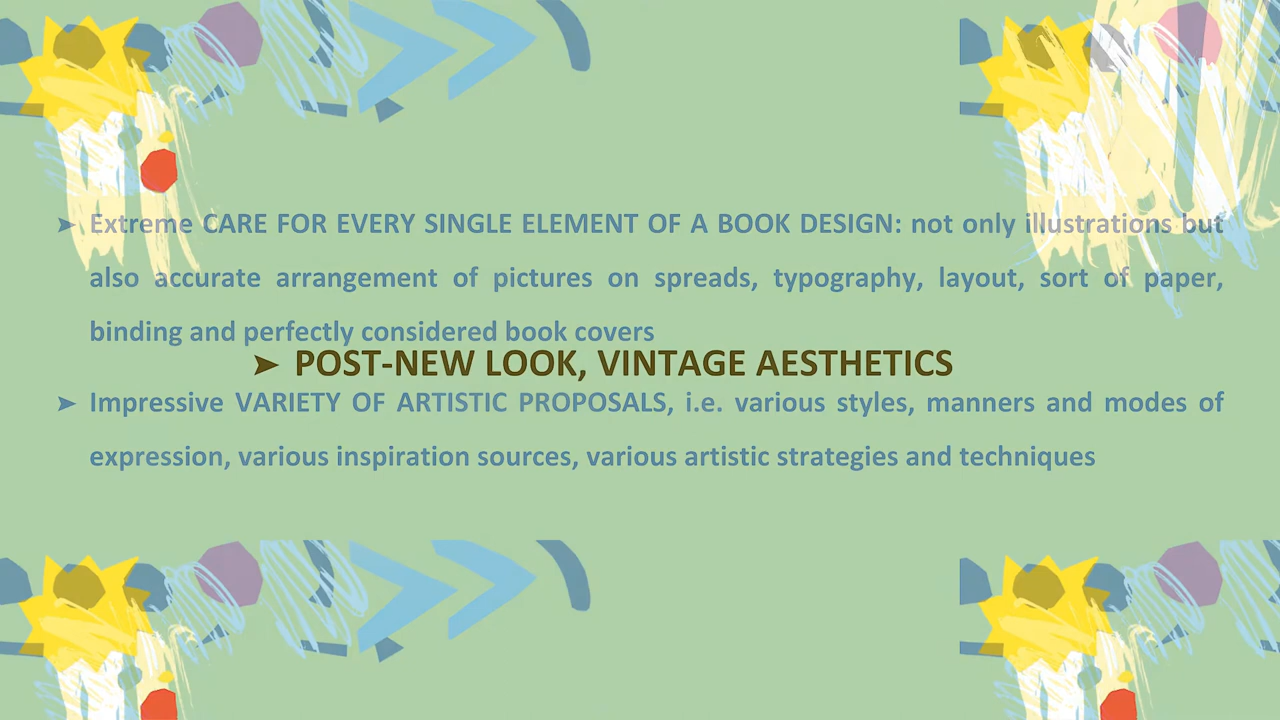 ➤ Extreme CARE FOR EVERY SINGLE ELEMENT OF A BOOK DESIGN: not only illustrations but
also accurate arrangement of pictures on spreads, typography, layout, sort of paper,
binding and perfectly considered book covers
➤ POST-NEW LOOK, VINTAGE AESTHETICS
➤ Impressive VARIETY OF ARTISTIC PROPOSALS, i.e. various styles, manners and modes of
expression, various inspiration sources, various artistic strategies and techniques